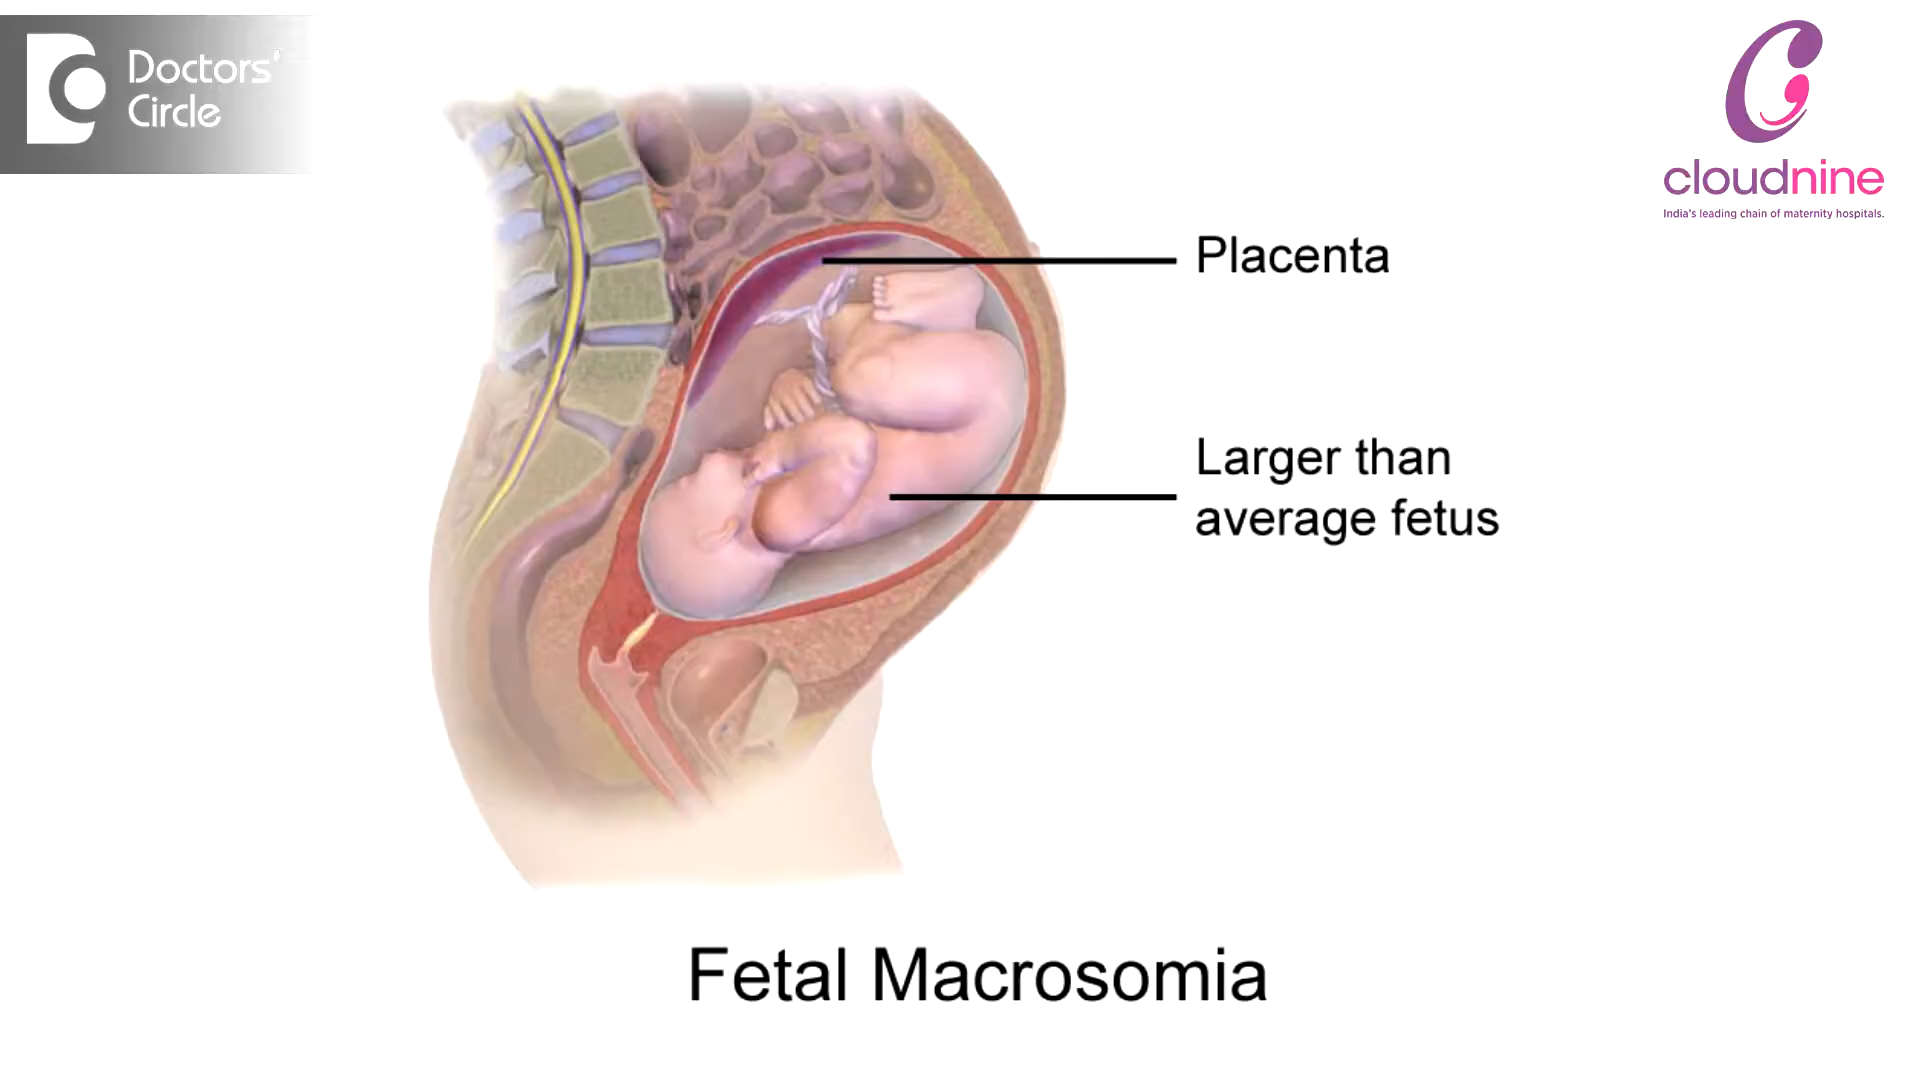 Doctors'
Circle
cloudnine
India's leading chain of maternity hospitals.
Placenta
Larger than
average fetus
Fetal Macrosomia